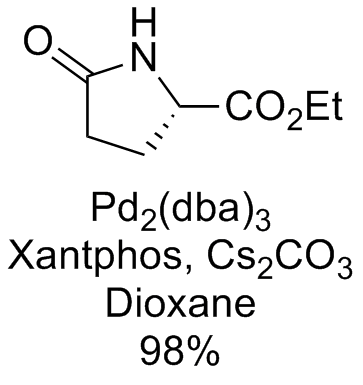 H
O
N
CO₂Et
Pd₂(dba)₃
Xantphos, Cs₂CO₃
Dioxane
98%